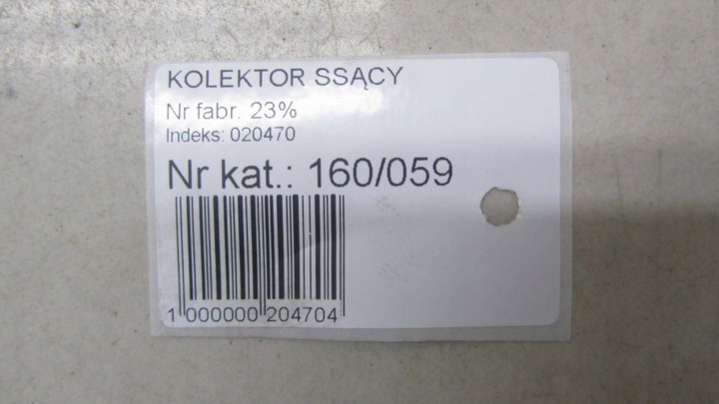 KOLEKTOR SSĄCY
Nr fabr. 23%
Indeks: 020470
Nr kat.: 160/059
1 000000 204704